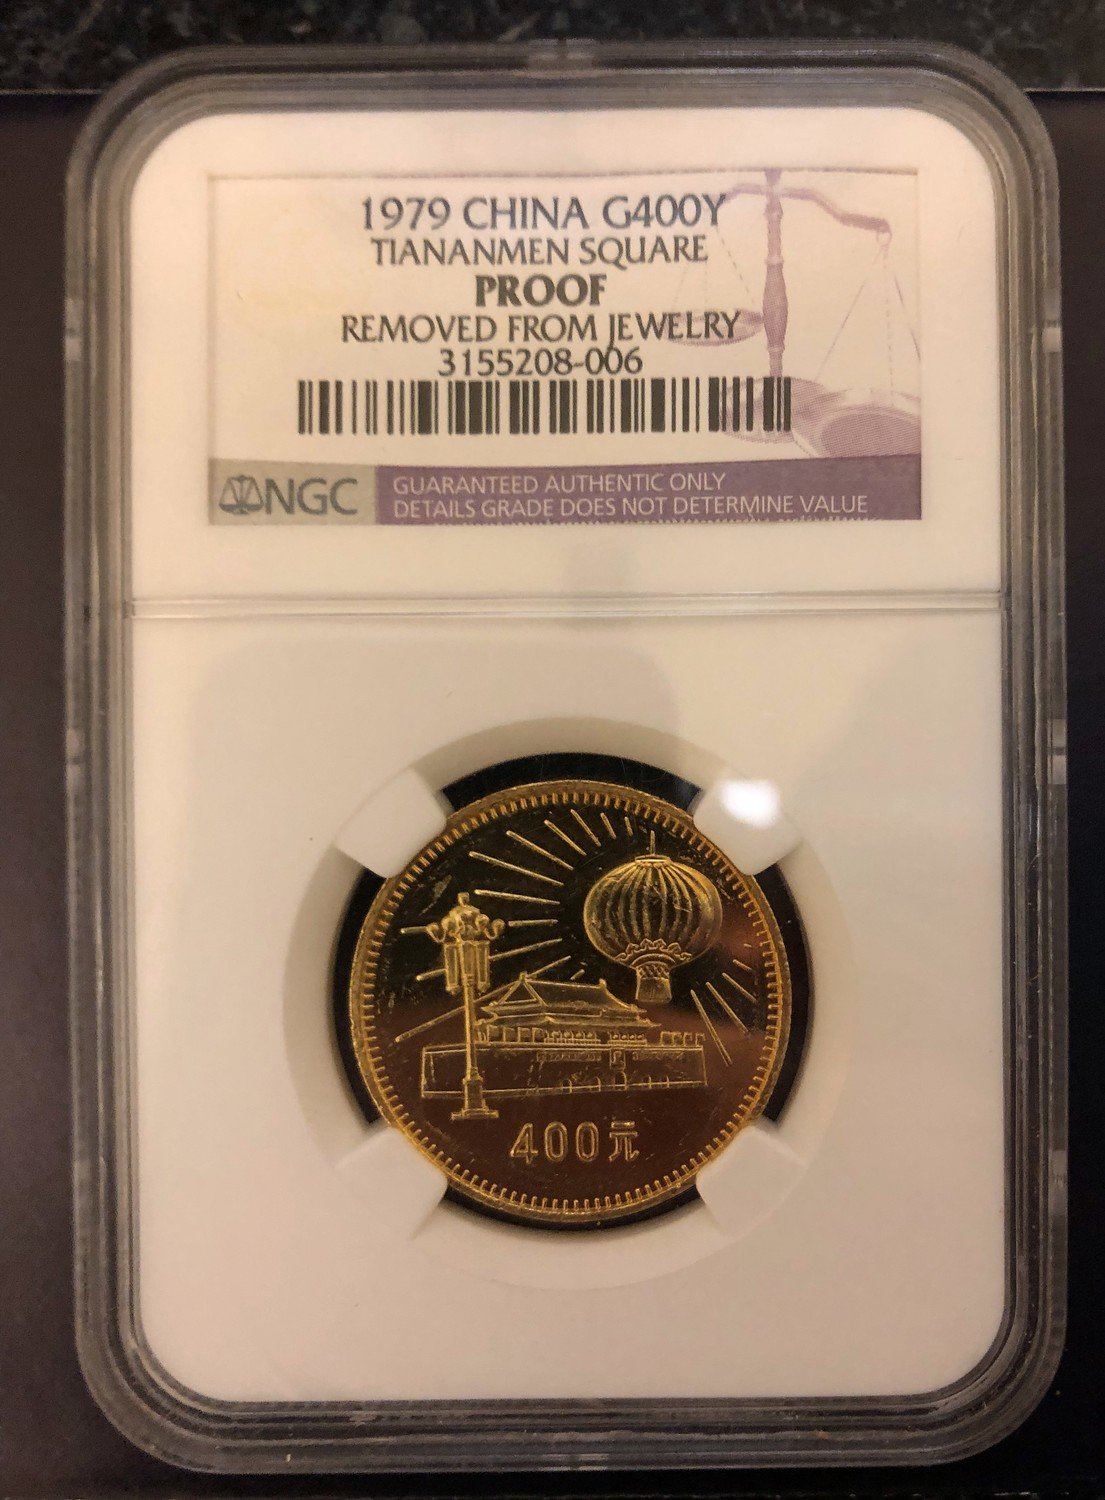 1979 CHINA G400Y
TIANANMEN SQUARE
PROOF
REMOVED FROM JEWELRY
3155208-006
NGC
GUARANTEED AUTHENTIC ONLY
DETAILS GRADE DOES NOT DETERMINE VALUE
400元